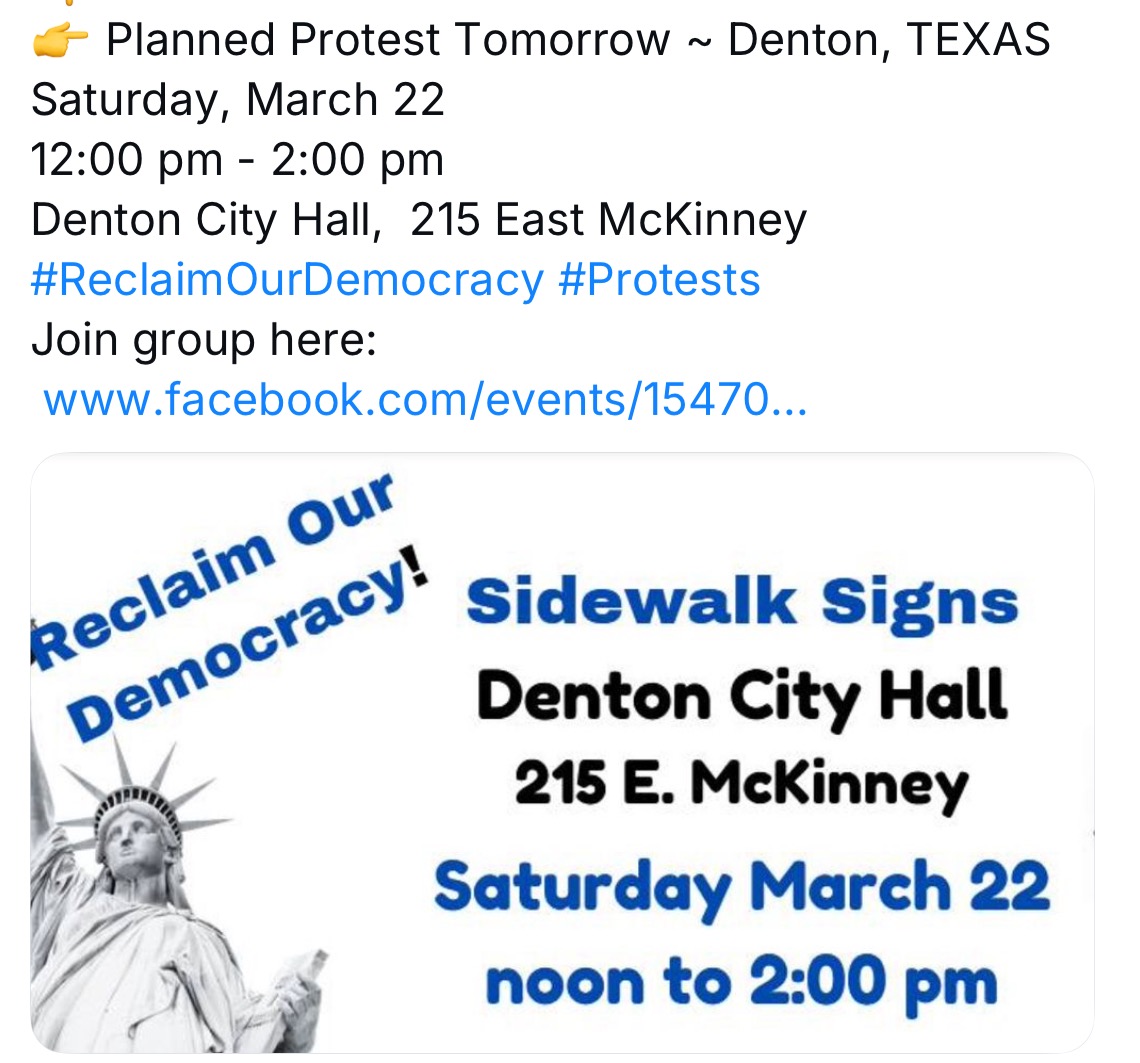 👉 Planned Protest Tomorrow ~ Denton, TEXAS
Saturday, March 22
12:00 pm - 2:00 pm
Denton City Hall,  215 East McKinney
#ReclaimOurDemocracy #Protests
Join group here:
www.facebook.com/events/15470...
Reclaim Our
Democracy!
Sidewalk Signs
Denton City Hall
215 E. McKinney
Saturday March 22
noon to 2:00 pm